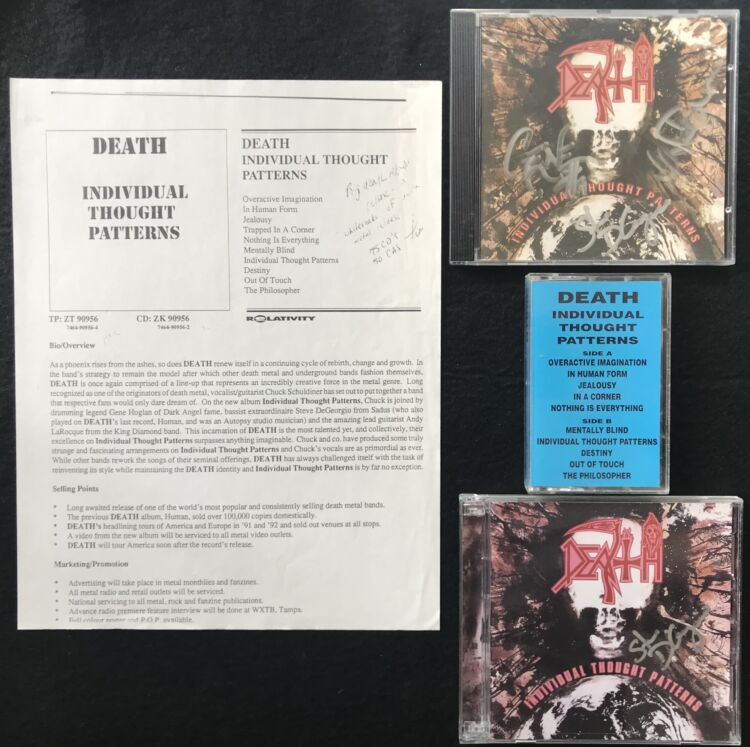 DEATH
INDIVIDUAL
THOUGHT
PATTERNS
DEATH
INDIVIDUAL THOUGHT
PATTERNS
Overactive Imagination
In Human Form
Jealousy
Trapped In A Corner
Nothing Is Everything
Mentally Blind
Individual Thought Patterns
Destiny
Out Of Touch
The Philosopher
75 CD's
50 CAS
TP: ZT 90956
7464-90956-4
CD: ZK 90956
7464-90956-2
RELATIVITY
Bio/Overview
As a phoenix rises from the ashes, so does DEATH renew itself in a continuing cycle of rebirth, change and growth. In
the band's strategy to remain the model after which other death metal and underground bands fashion themselves,
DEATH is once again comprised of a line-up that represents an incredibly creative force in the metal genre. Long
recognized as one of the originators of death metal, vocalist/guitarist Chuck Schuldiner has set out to put together a band
that respective fans would only dare dream of. On the new album Individual Thought Patterns, Chuck is joined by
drumming legend Gene Hoglan of Dark Angel fame, bassist extraordinaire Steve DeGeorgio from Sadus (who also
played on DEATH's last record, Human, and was an Autopsy studio musician) and the amazing lead guitarist Andy
LaRocque from the King Diamond band. This incarnation of DEATH is the most talented yet, and collectively, their
excellence on Individual Thought Patterns surpasses anything imaginable. Chuck and co. have produced some truly
strange and fascinating arrangements on Individual Thought Patterns and Chuck's vocals are as primordial as ever.
While other bands rework the songs of their seminal offerings, DEATH has always challenged itself with the task of
reinventing its style while maintaining the DEATH identity and Individual Thought Patterns is by far no exception.
Selling Points
* Long awaited release of one of the world's most popular and consistently selling death metal bands.
* The previous DEATH album, Human, sold over 100,000 copies domestically.
* DEATH's headlining tours of America and Europe in '91 and '92 and sold out venues at all stops.
* A video from the new album will be serviced to all metal video outlets.
* DEATH will tour America soon after the record's release.
Marketing/Promotion
* Advertising will take place in metal monthlies and fanzines.
* All metal radio and retail outlets will be serviced.
* National servicing to all metal, rock and fanzine publications.
* Advance radio premiere feature interview will be done at WXTB, Tampa.
* Full colour poster and P.O.P. available.
DEATH
INDIVIDUAL THOUGHT PATTERNS
DEATH
INDIVIDUAL
THOUGHT
PATTERNS
SIDE A
OVERACTIVE IMAGINATION
IN HUMAN FORM
JEALOUSY
IN A CORNER
NOTHING IS EVERYTHING
SIDE B
MENTALLY BLIND
INDIVIDUAL THOUGHT PATTERNS
DESTINY
OUT OF TOUCH
THE PHILOSOPHER
DEATH
INDIVIDUAL THOUGHT PATTERNS